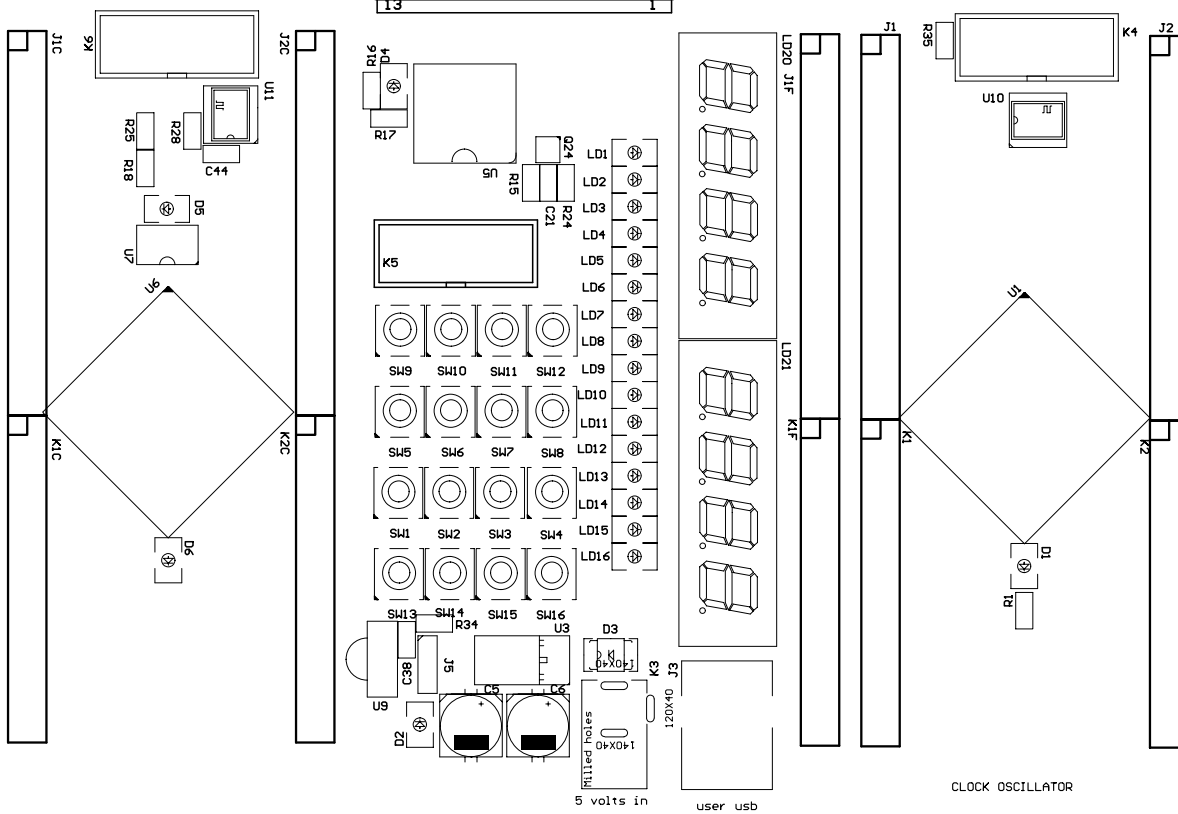 13 1
J1C
K6
J2C
R16
D4
LD20
J1F
J1
R35
K4
J2
U11
R25
R28
R17
U10
C44
R18
U5
Q24
R15
C21
R24
D5
U7
U6
K5
U1
LD1
LD2
LD3
LD4
LD5
LD6
LD7
LD8
LD9
LD10
LD11
LD12
LD13
LD14
LD15
LD16
LD21
SW9 SW10 SW11 SW12
SW5 SW6 SW7 SW8
SW1 SW2 SW3 SW4
SW13 SW14 SW15 SW16
K1C
K2C
K1F
K1
K2
D6
D1
R1
R34
U3
D3
140X40
K3
J3
C38
J5
U9
C5
C6
+
+
D2
120X40
Milled holes
140X40
5 volts in
user usb
CLOCK OSCILLATOR